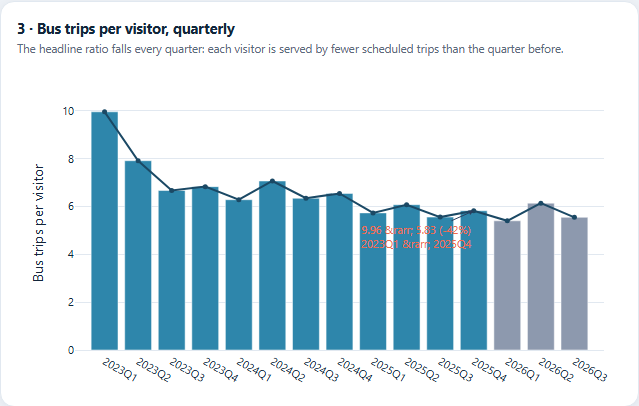 3 · Bus trips per visitor, quarterly
The headline ratio falls every quarter: each visitor is served by fewer scheduled trips than the quarter before.
Bus trips per visitor
10
8
6
4
2
0
9.96 &rarr; 5.83 (-42%)
2023Q1 &rarr; 2025Q4
2023Q1
2023Q2
2023Q3
2023Q4
2024Q1
2024Q2
2024Q3
2024Q4
2025Q1
2025Q2
2025Q3
2025Q4
2026Q1
2026Q2
2026Q3